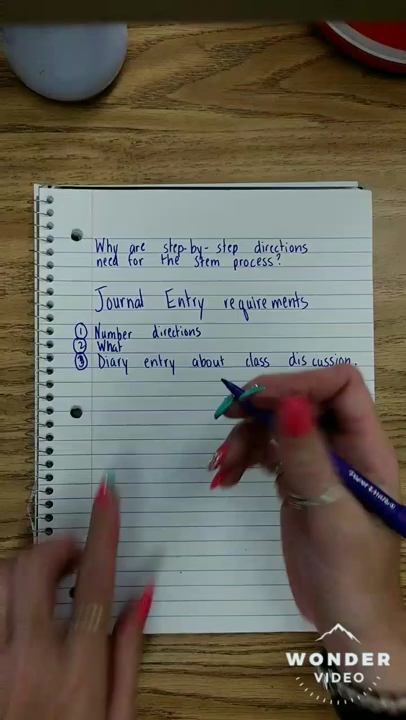 Why are step-by-step directions
need for the stem process?
Journal Entry requirements
① Number directions
② What
③ Diary entry about class discussion.
WONDER
VIDEO